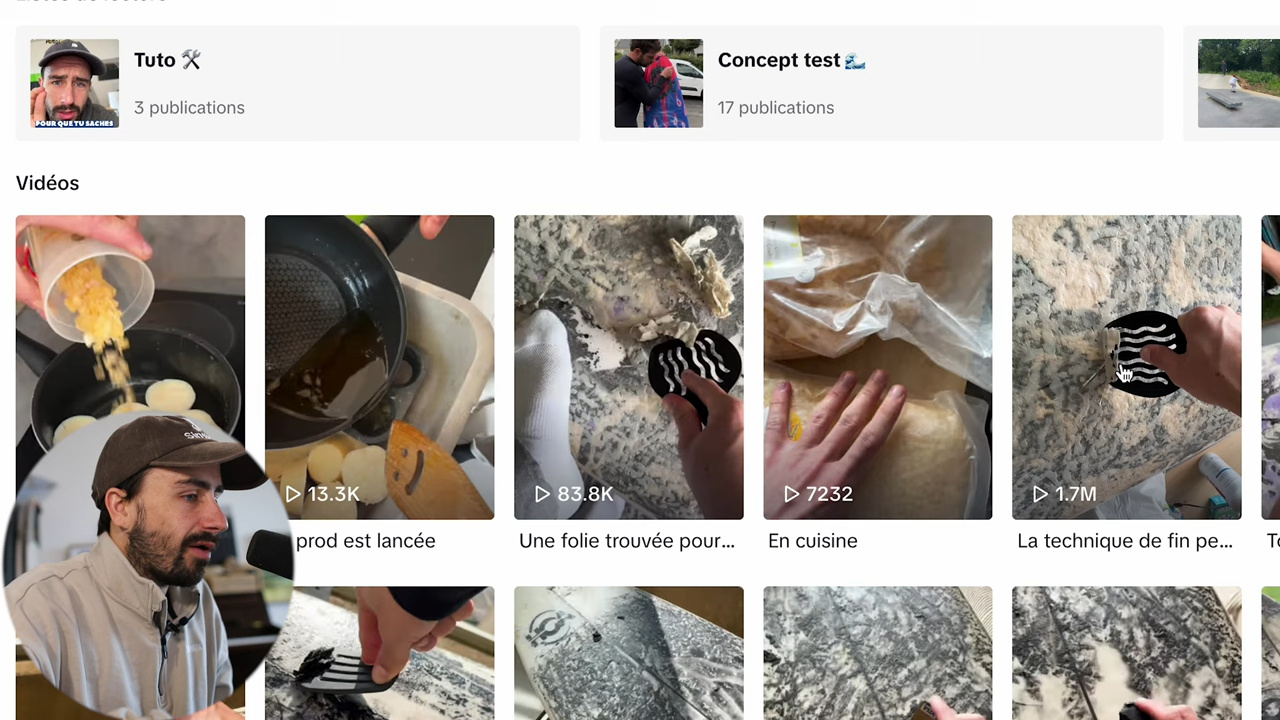 Tuto 🛠
3 publications
POUR QUE TU SACHES
Concept test 🌊
17 publications
Vidéos
13.3K
83.8K
7232
1.7M
prod est lancée
Une folie trouvée pour...
En cuisine
La technique de fin pe...